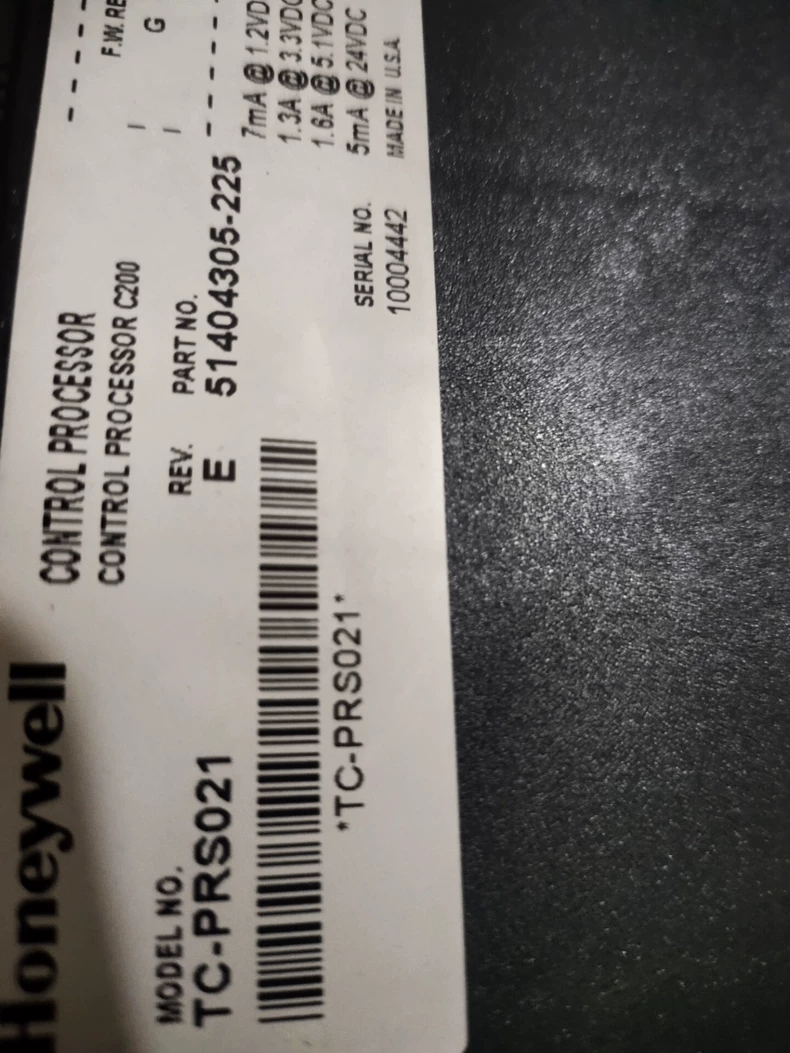 Honeywell
CONTROL PROCESSOR
CONTROL PROCESSOR C200
MODEL NO.
TC-PRS021
REV.
E
PART NO.
51404305-225
*TC-PRS021*
SERIAL NO.
10004442
F.W.
G
7mA @ 1.2VD
1.3A @ 3.3VDC
1.6A @ 5.1VDC
5mA @ 24VDC
MADE IN U.S.A.